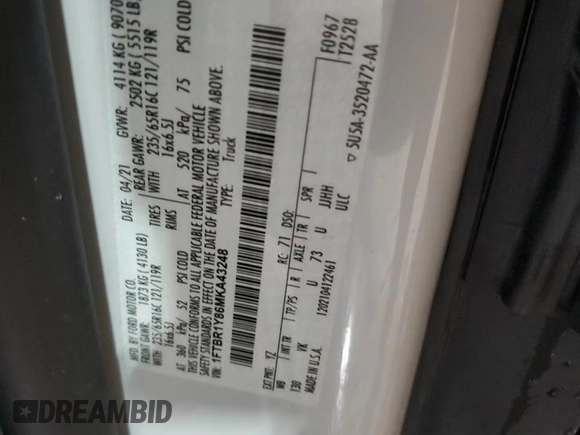 MFD. BY FORD MOTOR CO.
DATE: 04/21 GVWR: 4114 KG ( 9070
FRONT GAWR: 1873 KG ( 4130 LB) REAR GAWR: 2502 KG ( 5515 LB)
WITH 235/65R16C 121/119R TIRES WITH 235/65R16C 121/119R
16x6.5J RIMS 16x6.5J
AT 360 kPa/ 52 PSI COLD AT 520 kPa/ 75 PSI COLD
THIS VEHICLE CONFORMS TO ALL APPLICABLE FEDERAL MOTOR VEHICLE
SAFETY STANDARDS IN EFFECT ON THE DATE OF MANUFACTURE SHOWN ABOVE.
VIN: 1FTBR1Y86MKA43248 Truck
F0967
T2528
EXT PNT: YZ RC: 71 DSO:
WB INT TR TP/PS R AXLE TR SPR
130 VK U 73 U JJHH
MADE IN U.S.A. 1202104122461 ULC
▽ 5U5A-3520472-AA
DREAMBID